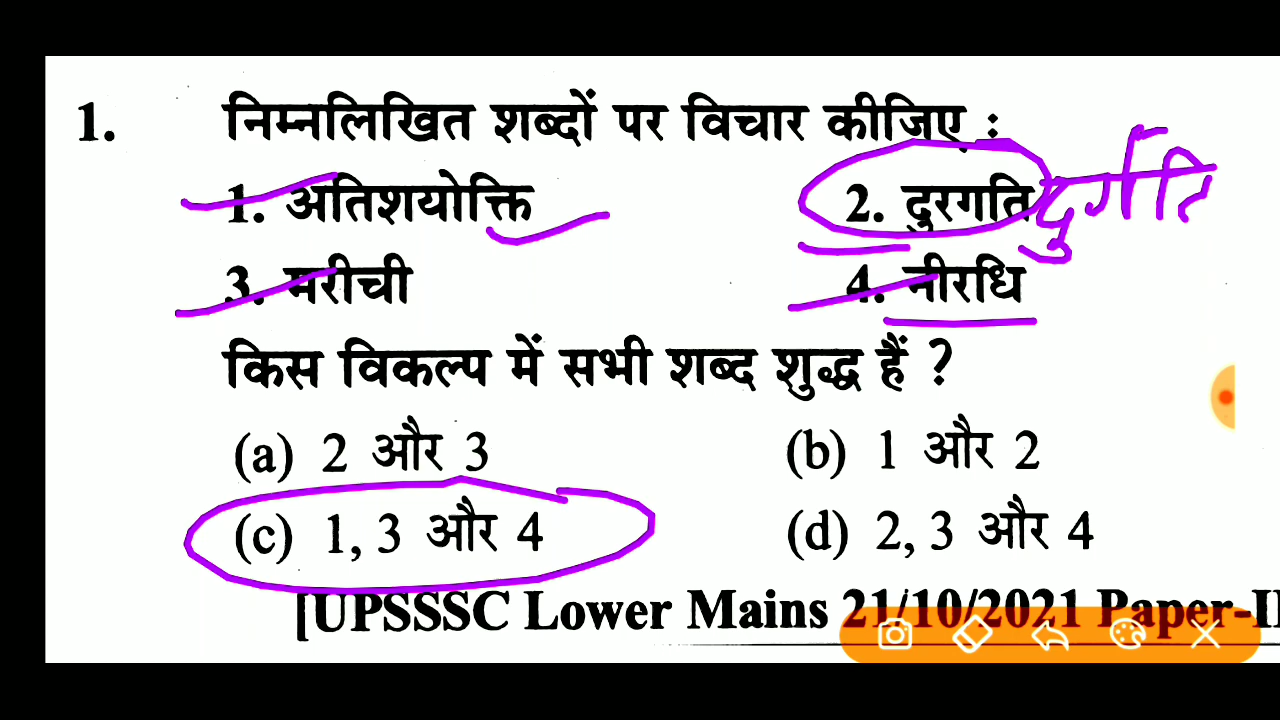 1. निम्नलिखित शब्दों पर विचार कीजिए :
1. अतिशयोक्ति 2. दुरगति दुर्गति
3. मरीची 4. नीरधि
किस विकल्प में सभी शब्द शुद्ध हैं ?
(a) 2 और 3 (b) 1 और 2
(c) 1, 3 और 4 (d) 2, 3 और 4
[UPSSSC Lower Mains 21/10/2021 Paper-II